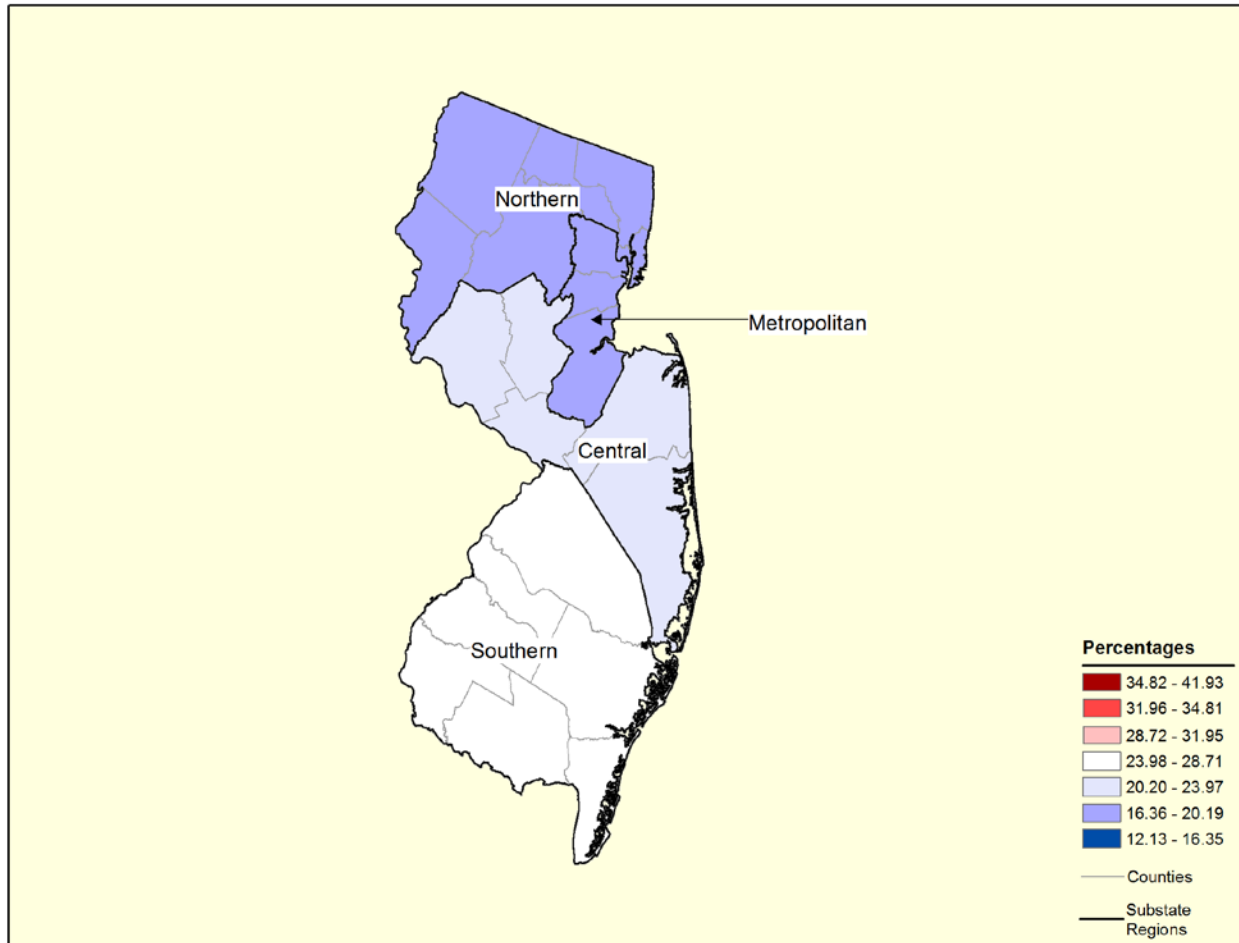 Northern
Metropolitan
Central
Southern
Percentages
34.82 - 41.93
31.96 - 34.81
28.72 - 31.95
23.98 - 28.71
20.20 - 23.97
16.36 - 20.19
12.13 - 16.35
Counties
Substate
Regions